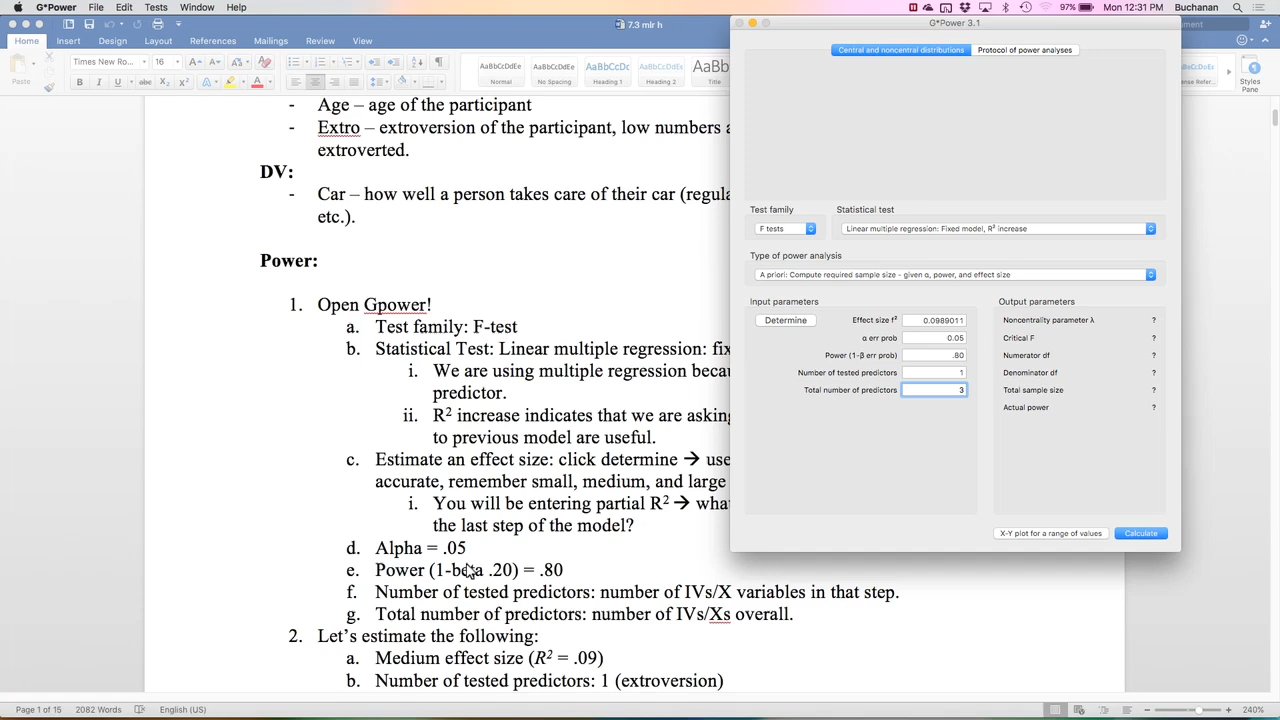 G*Power File Edit Tests Window Help
97% Mon 12:31 PM Buchanan
7.3 mlr h
Home Insert Design Layout References Mailings Review View
Paste
Times New Ro... 16
AaBbCcDdEe Normal
AaBbCcDdEe No Spacing
AaBbCcDc Heading 1
AaBbCcDdEe Heading 2
AaBb Title
Styles Pane
- Age – age of the participant
- Extro – extroversion of the participant, low numbers a
extroverted.
DV:
- Car – how well a person takes care of their car (regula
etc.).
Power:
1. Open Gpower!
a. Test family: F-test
b. Statistical Test: Linear multiple regression: fix
i. We are using multiple regression becau
predictor.
ii. R2 increase indicates that we are asking
to previous model are useful.
c. Estimate an effect size: click determine → use
accurate, remember small, medium, and large
i. You will be entering partial R2 → what
the last step of the model?
d. Alpha = .05
e. Power (1-beta .20) = .80
f. Number of tested predictors: number of IVs/X variables in that step.
g. Total number of predictors: number of IVs/Xs overall.
2. Let's estimate the following:
a. Medium effect size (R2 = .09)
b. Number of tested predictors: 1 (extroversion)
G*Power 3.1
Central and noncentral distributions Protocol of power analyses
Test family Statistical test
F tests Linear multiple regression: Fixed model, R² increase
Type of power analysis
A priori: Compute required sample size - given α, power, and effect size
Input parameters Output parameters
Determine Effect size f² 0.0989011 Noncentrality parameter λ ?
α err prob 0.05 Critical F ?
Power (1-β err prob) .80 Numerator df ?
Number of tested predictors 1 Denominator df ?
Total number of predictors 3 Total sample size ?
Actual power ?
X-Y plot for a range of values Calculate
Page 1 of 15 2082 Words English (US) 240%